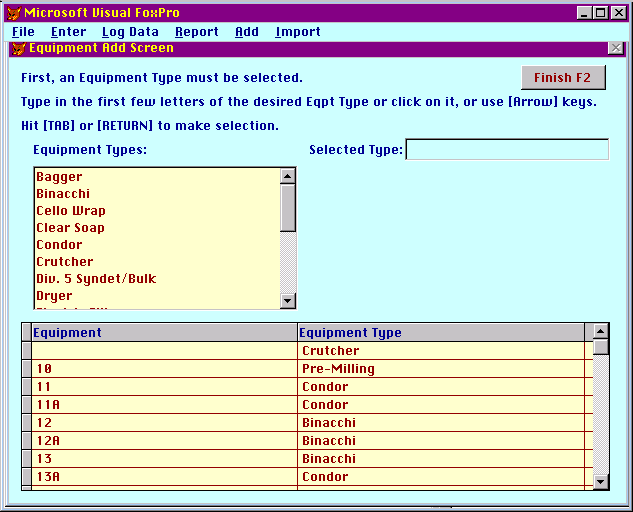 Microsoft Visual FoxPro
File Enter Log Data Report Add Import
Equipment Add Screen
First, an Equipment Type must be selected.
Finish F2
Type in the first few letters of the desired Eqpt Type or click on it, or use [Arrow] keys.
Hit [TAB] or [RETURN] to make selection.
Equipment Types:
Selected Type:
Bagger
Binacchi
Cello Wrap
Clear Soap
Condor
Crutcher
Div. 5 Syndet/Bulk
Dryer
Equipment Equipment Type
Crutcher
10 Pre-Milling
11 Condor
11A Condor
12 Binacchi
12A Binacchi
13 Binacchi
13A Condor